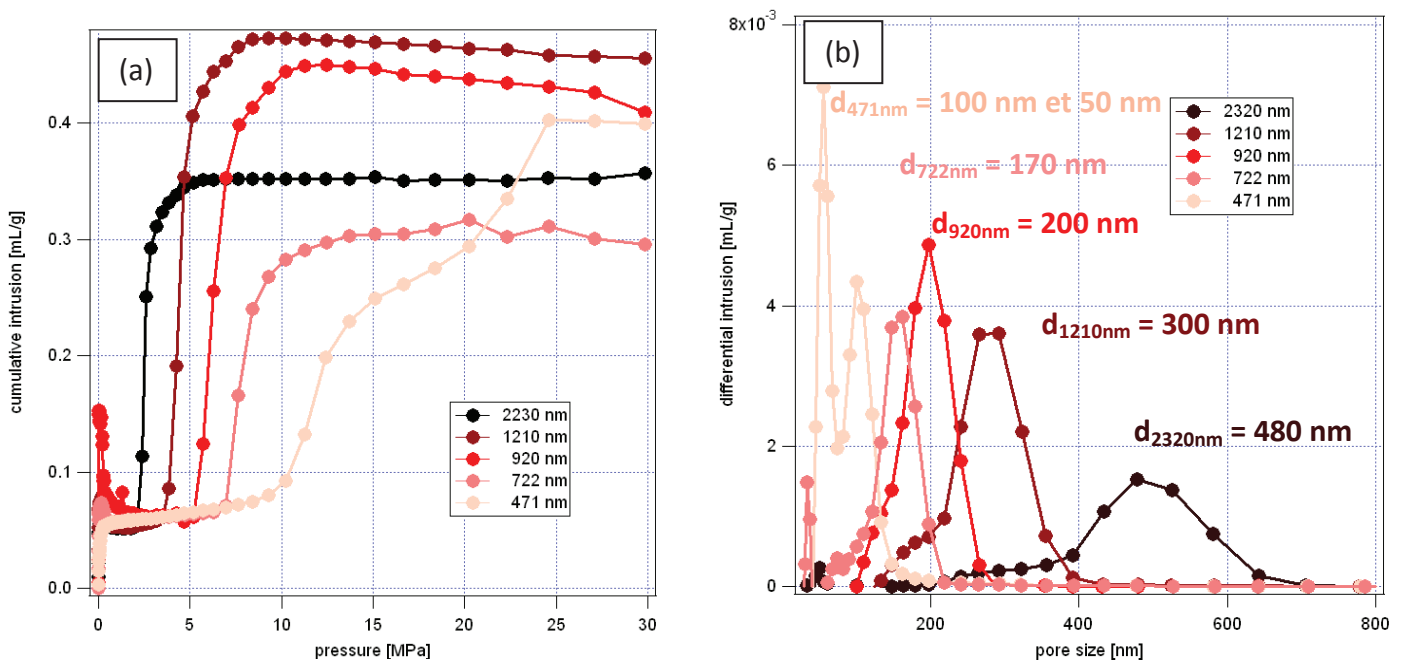 (a)
cumulative intrusion [mL/g]
0.4
0.3
0.2
0.1
0.0
2230 nm
1210 nm
920 nm
722 nm
471 nm
0 5 10 15 20 25 30
pressure [MPa]
(b)
differential intrusion [mL/g]
8x10⁻³
6
4
2
0
d471nm = 100 nm et 50 nm
d722nm = 170 nm
d920nm = 200 nm
d1210nm = 300 nm
d2320nm = 480 nm
2320 nm
1210 nm
920 nm
722 nm
471 nm
200 400 600 800
pore size [nm]